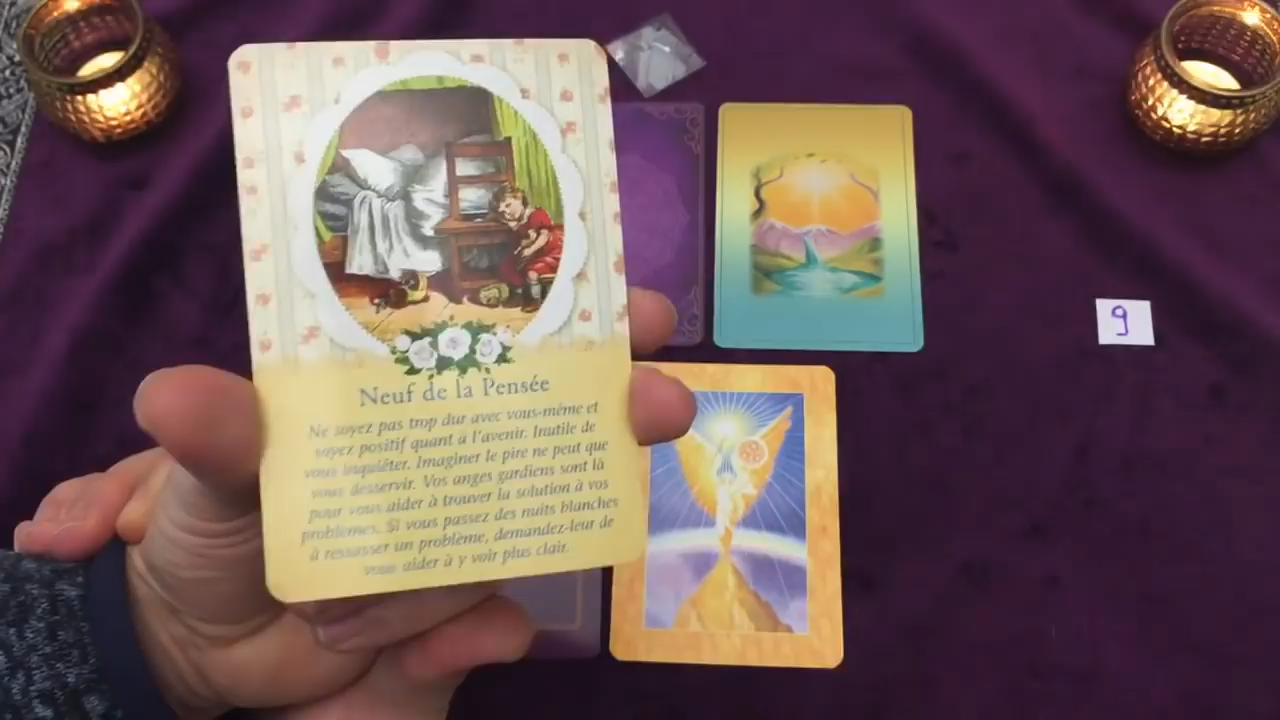 Neuf de la Pensée
Ne soyez pas trop dur avec vous-même et
soyez positif quant à l'avenir. Inutile de
vous inquiéter. Imaginer le pire ne peut que
vous desservir. Vos anges gardiens sont là
pour vous aider à trouver la solution à vos
problèmes. Si vous passez des nuits blanches
à ressasser un problème, demandez-leur de
vous aider à y voir plus clair.
9